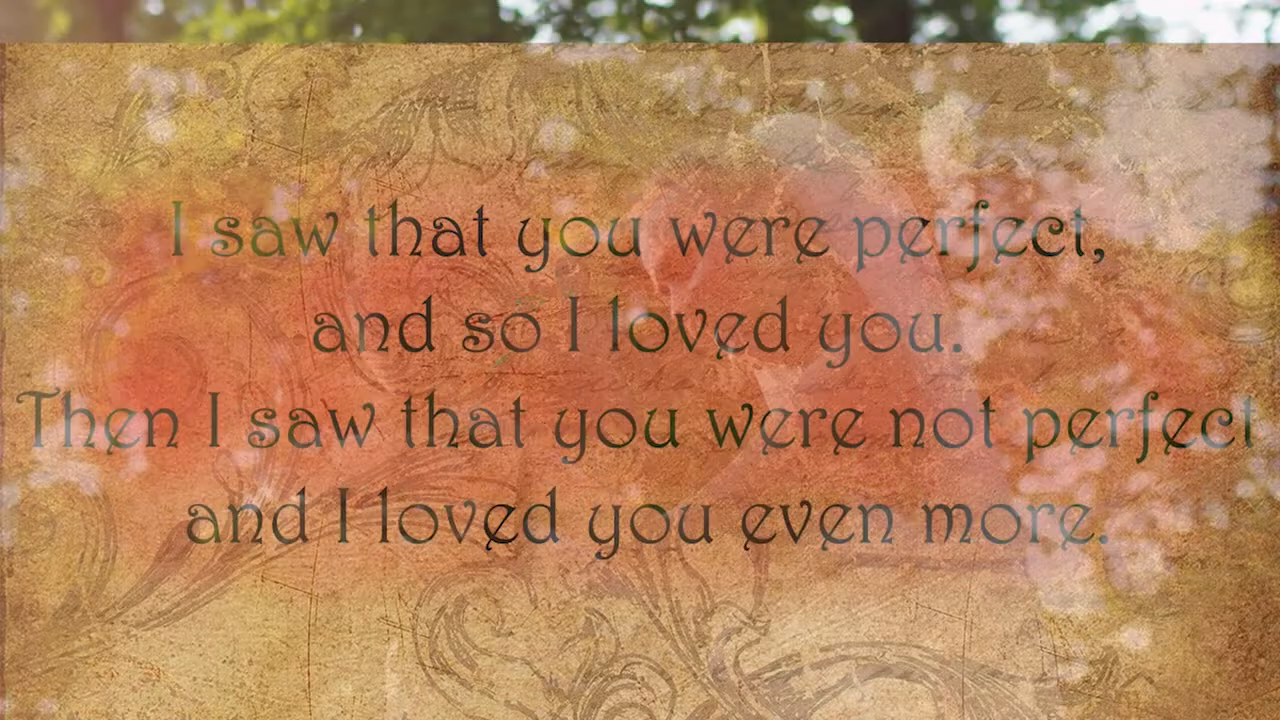 I saw that you were perfect,
and so I loved you.
Then I saw that you were not perfect
and I loved you even more.